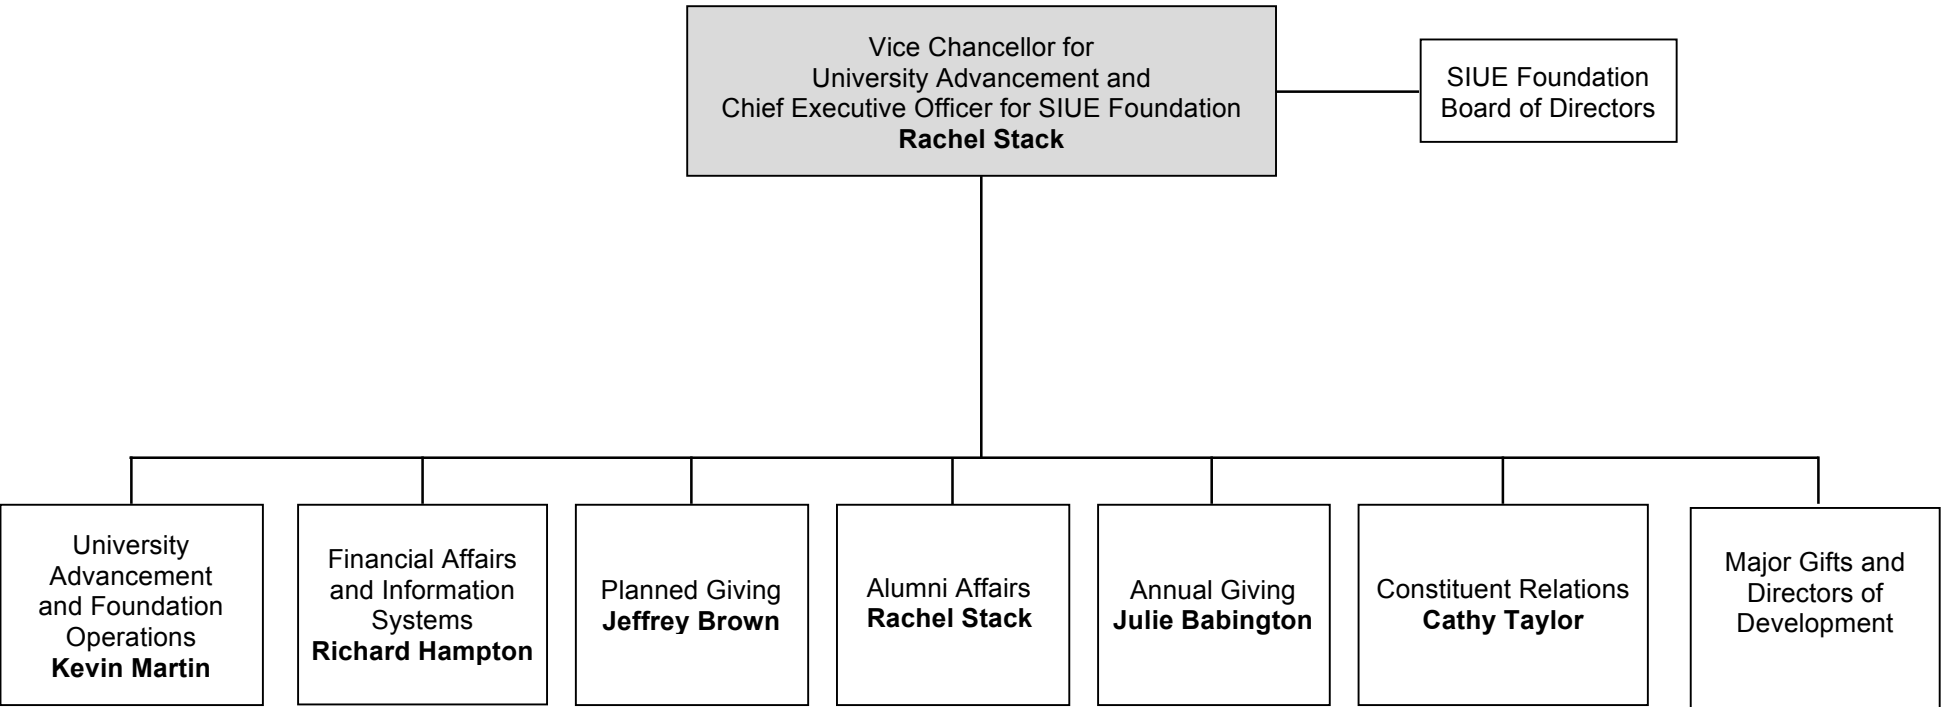 Vice Chancellor for
University Advancement and
Chief Executive Officer for SIUE Foundation
Rachel Stack
SIUE Foundation
Board of Directors
University
Advancement
and Foundation
Operations
Kevin Martin
Financial Affairs
and Information
Systems
Richard Hampton
Planned Giving
Jeffrey Brown
Alumni Affairs
Rachel Stack
Annual Giving
Julie Babington
Constituent Relations
Cathy Taylor
Major Gifts and
Directors of
Development